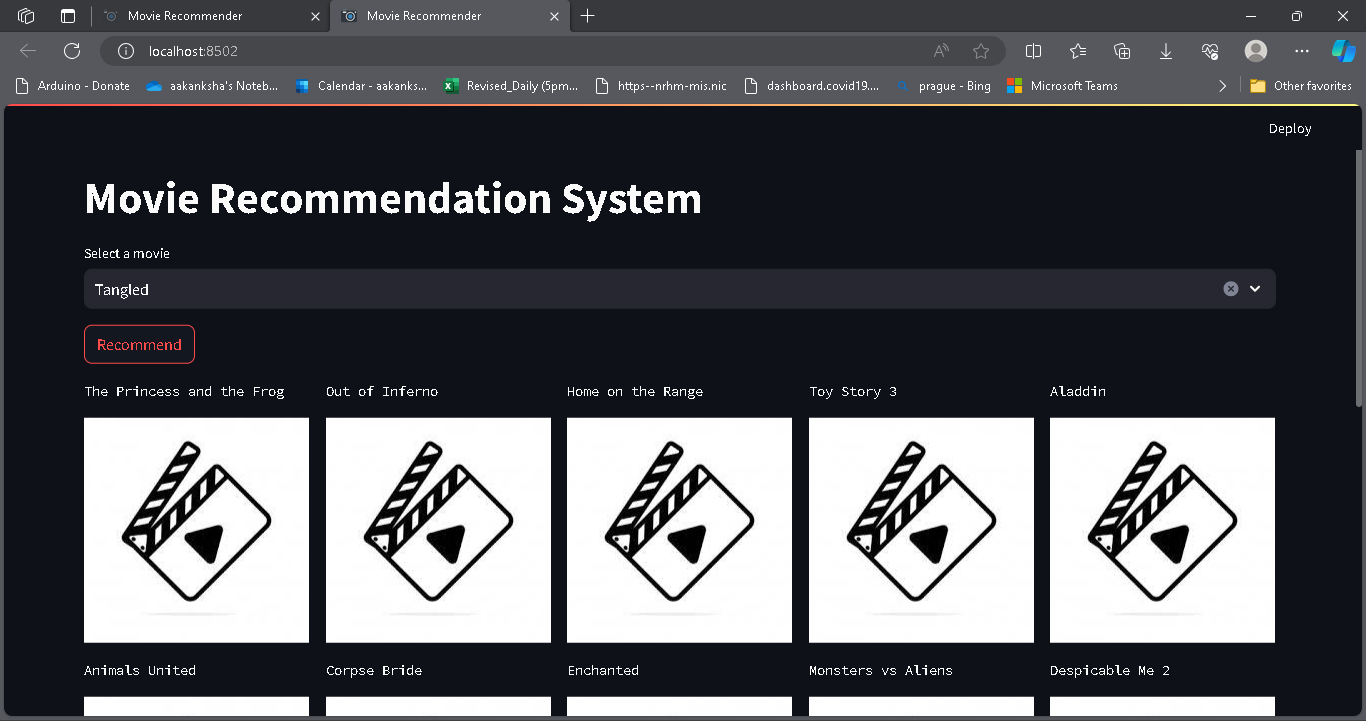 Movie Recommender
Movie Recommender
localhost:8502
Arduino - Donate
aakanksha's Noteb...
Calendar - aakanks...
Revised_Daily (5pm...
https--nrhm-mis.nic
dashboard.covid19....
prague - Bing
Microsoft Teams
Other favorites
Deploy
Movie Recommendation System
Select a movie
Tangled
Recommend
The Princess and the Frog
Out of Inferno
Home on the Range
Toy Story 3
Aladdin
Animals United
Corpse Bride
Enchanted
Monsters vs Aliens
Despicable Me 2